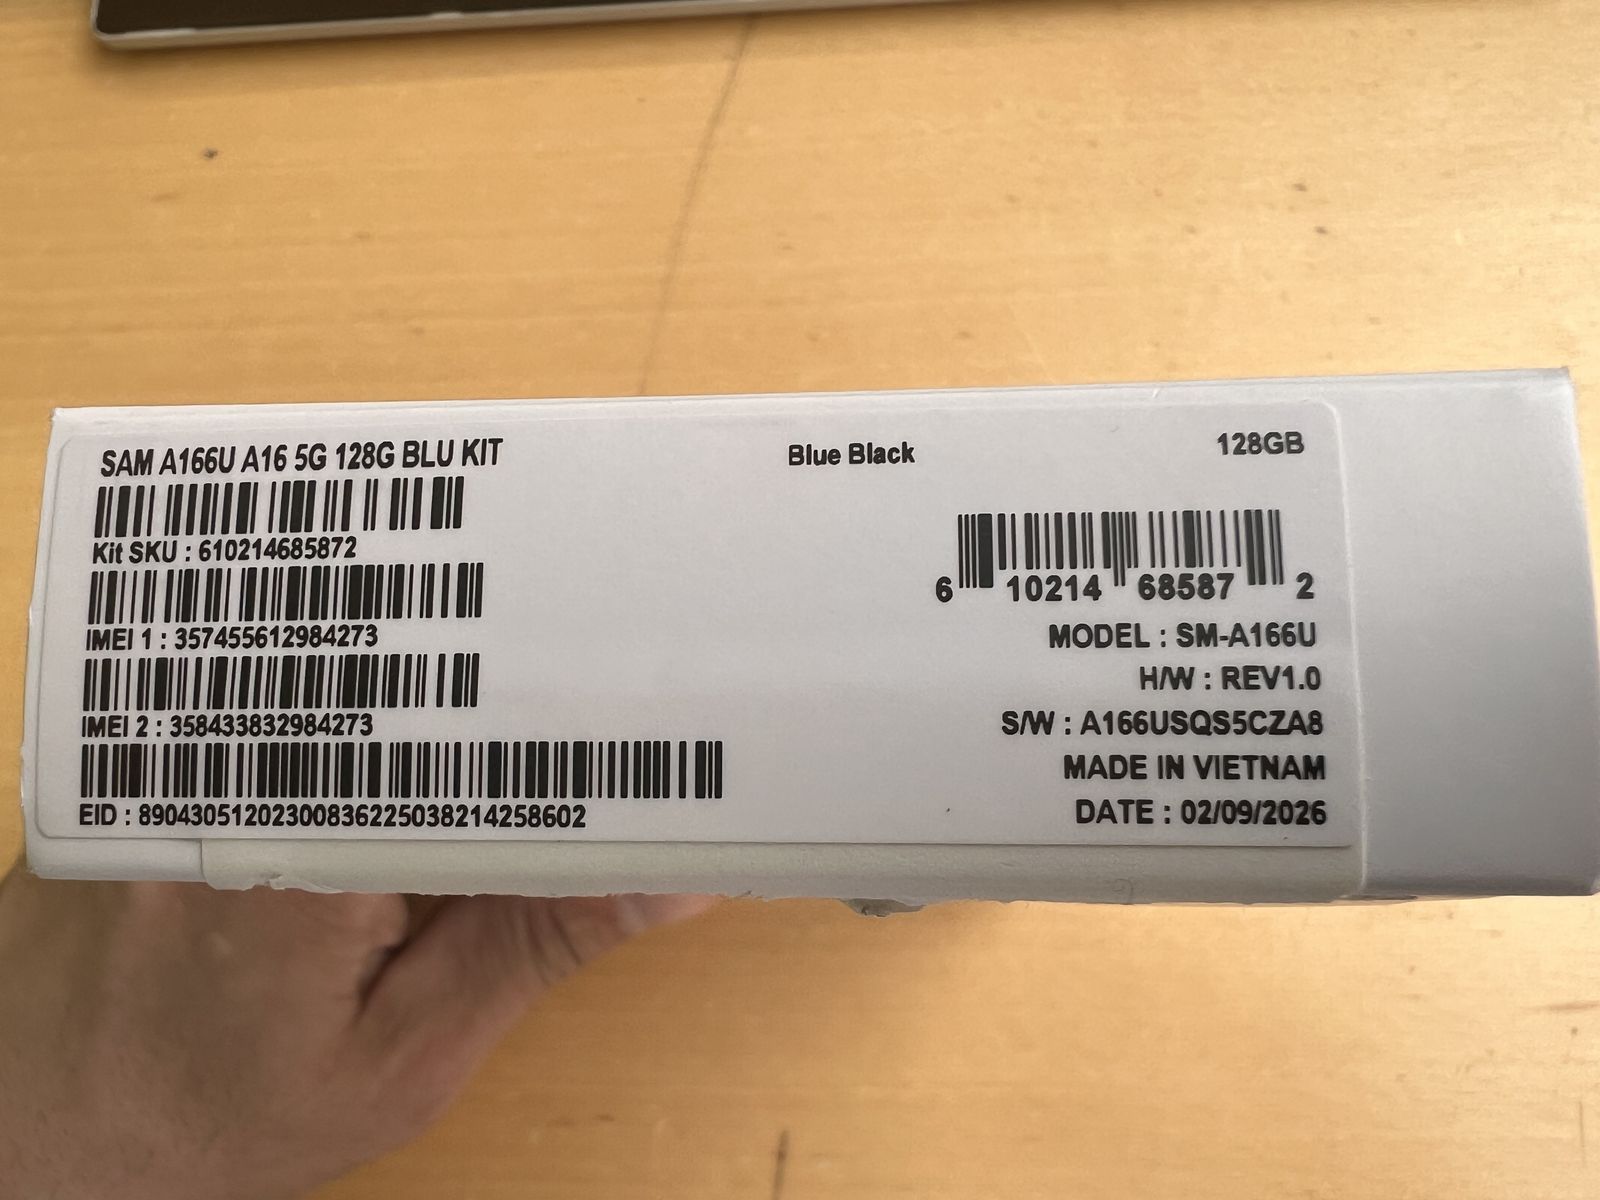 SAM A166U A16 5G 128G BLU KIT
Kit SKU : 610214685872
IMEI 1 : 357455612984273
IMEI 2 : 358433832984273
EID : 89043051202300836225038214258602
Blue Black
128GB
6 10214 68587 2
MODEL : SM-A166U
H/W : REV1.0
S/W : A166USQS5CZA8
MADE IN VIETNAM
DATE : 02/09/2026